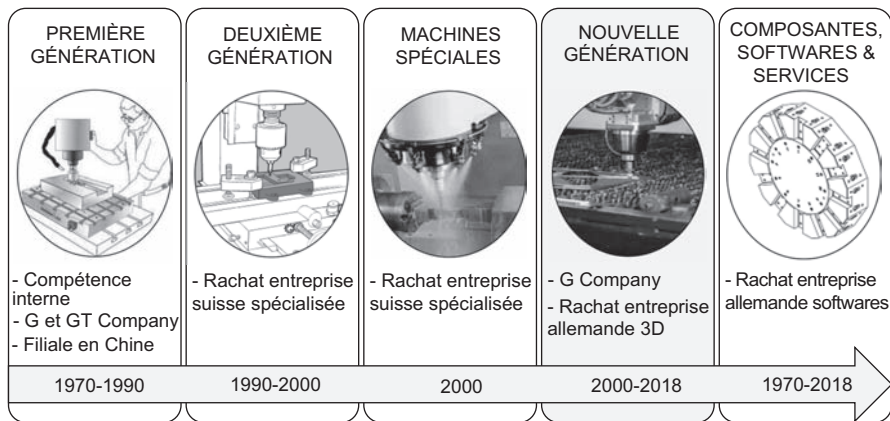 PREMIÈRE
GÉNÉRATION
- Compétence
interne
- G et GT Company
- Filiale en Chine
1970-1990
DEUXIÈME
GÉNÉRATION
- Rachat entreprise
suisse spécialisée
1990-2000
MACHINES
SPÉCIALES
- Rachat entreprise
suisse spécialisée
2000
NOUVELLE
GÉNÉRATION
- G Company
- Rachat entreprise
allemande 3D
2000-2018
COMPOSANTES,
SOFTWARES &
SERVICES
- Rachat entreprise
allemande softwares
1970-2018